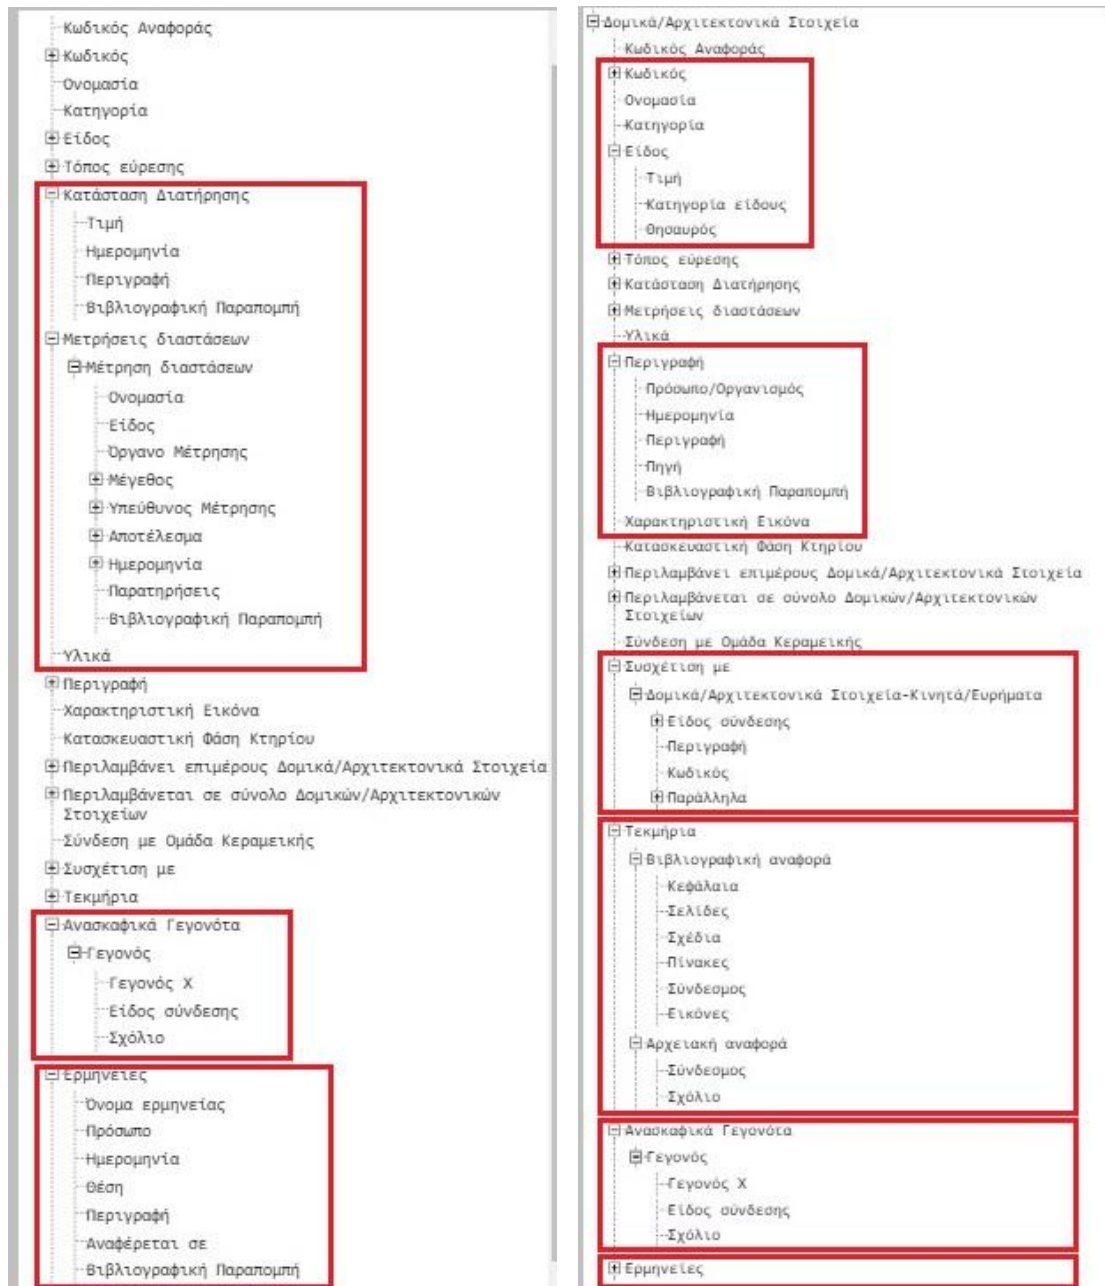 Κωδικός Αναφοράς
Κωδικός
Ονομασία
Κατηγορία
Είδος
Τόπος εύρεσης
Κατάσταση Διατήρησης
Τιμή
Ημερομηνία
Περιγραφή
Βιβλιογραφική Παραπομπή
Μετρήσεις διαστάσεων
Μέτρηση διαστάσεων
Ονομασία
Είδος
Όργανο Μέτρησης
Μέγεθος
Υπεύθυνος Μέτρησης
Αποτέλεσμα
Ημερομηνία
Παρατηρήσεις
Βιβλιογραφική Παραπομπή
Υλικά
Περιγραφή
Χαρακτηριστική Εικόνα
Κατασκευαστική Φάση Κτηρίου
Περιλαμβάνει επιμέρους Δομικά/Αρχιτεκτονικά Στοιχεία
Περιλαμβάνεται σε σύνολο Δομικών/Αρχιτεκτονικών
Στοιχείων
Σύνδεση με Ομάδα Κεραμεικής
Συσχέτιση με
Τεκμήρια
Ανασκαφικά Γεγονότα
Γεγονός
Γεγονός Χ
Είδος σύνδεσης
Σχόλιο
Ερμηνείες
Όνομα ερμηνείας
Πρόσωπο
Ημερομηνία
Θέση
Περιγραφή
Αναφέρεται σε
Βιβλιογραφική Παραπομπή
Δομικά/Αρχιτεκτονικά Στοιχεία
Κωδικός Αναφοράς
Κωδικός
Ονομασία
Κατηγορία
Είδος
Τιμή
Κατηγορία είδους
Θησαυρός
Τόπος εύρεσης
Κατάσταση Διατήρησης
Μετρήσεις διαστάσεων
Υλικά
Περιγραφή
Πρόσωπο/Οργανισμός
Ημερομηνία
Περιγραφή
Πηγή
Βιβλιογραφική Παραπομπή
Χαρακτηριστική Εικόνα
Κατασκευαστική Φάση Κτηρίου
Περιλαμβάνει επιμέρους Δομικά/Αρχιτεκτονικά Στοιχεία
Περιλαμβάνεται σε σύνολο Δομικών/Αρχιτεκτονικών
Στοιχείων
Σύνδεση με Ομάδα Κεραμεικής
Συσχέτιση με
Δομικά/Αρχιτεκτονικά Στοιχεία-Κινητά/Ευρήματα
Είδος σύνδεσης
Περιγραφή
Κωδικός
Παράλληλα
Τεκμήρια
Βιβλιογραφική αναφορά
Κεφάλαια
Σελίδες
Σχέδια
Πίνακες
Σύνδεσμος
Εικόνες
Αρχειακή αναφορά
Σύνδεσμος
Σχόλιο
Ανασκαφικά Γεγονότα
Γεγονός
Γεγονός Χ
Είδος σύνδεσης
Σχόλιο
Ερμηνείες